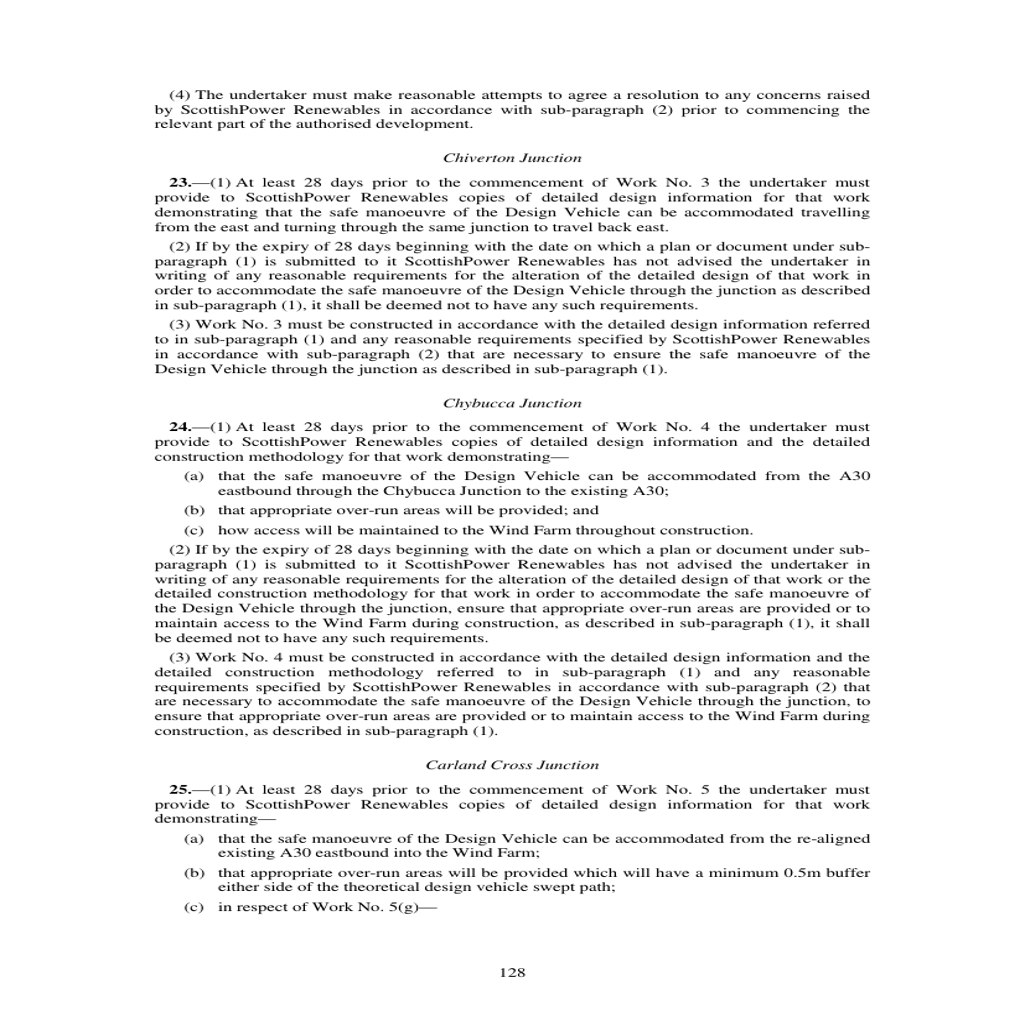 (4) The undertaker must make reasonable attempts to agree a resolution to any concerns raised
by ScottishPower Renewables in accordance with sub-paragraph (2) prior to commencing the
relevant part of the authorised development.
Chiverton Junction
23.—(1) At least 28 days prior to the commencement of Work No. 3 the undertaker must
provide to ScottishPower Renewables copies of detailed design information for that work
demonstrating that the safe manoeuvre of the Design Vehicle can be accommodated travelling
from the east and turning through the same junction to travel back east.
(2) If by the expiry of 28 days beginning with the date on which a plan or document under sub-
paragraph (1) is submitted to it ScottishPower Renewables has not advised the undertaker in
writing of any reasonable requirements for the alteration of the detailed design of that work in
order to accommodate the safe manoeuvre of the Design Vehicle through the junction as described
in sub-paragraph (1), it shall be deemed not to have any such requirements.
(3) Work No. 3 must be constructed in accordance with the detailed design information referred
to in sub-paragraph (1) and any reasonable requirements specified by ScottishPower Renewables
in accordance with sub-paragraph (2) that are necessary to ensure the safe manoeuvre of the
Design Vehicle through the junction as described in sub-paragraph (1).
Chybucca Junction
24.—(1) At least 28 days prior to the commencement of Work No. 4 the undertaker must
provide to ScottishPower Renewables copies of detailed design information and the detailed
construction methodology for that work demonstrating—
(a) that the safe manoeuvre of the Design Vehicle can be accommodated from the A30
eastbound through the Chybucca Junction to the existing A30;
(b) that appropriate over-run areas will be provided; and
(c) how access will be maintained to the Wind Farm throughout construction.
(2) If by the expiry of 28 days beginning with the date on which a plan or document under sub-
paragraph (1) is submitted to it ScottishPower Renewables has not advised the undertaker in
writing of any reasonable requirements for the alteration of the detailed design of that work or the
detailed construction methodology for that work in order to accommodate the safe manoeuvre of
the Design Vehicle through the junction, ensure that appropriate over-run areas are provided or to
maintain access to the Wind Farm during construction, as described in sub-paragraph (1), it shall
be deemed not to have any such requirements.
(3) Work No. 4 must be constructed in accordance with the detailed design information and the
detailed construction methodology referred to in sub-paragraph (1) and any reasonable
requirements specified by ScottishPower Renewables in accordance with sub-paragraph (2) that
are necessary to accommodate the safe manoeuvre of the Design Vehicle through the junction, to
ensure that appropriate over-run areas are provided or to maintain access to the Wind Farm during
construction, as described in sub-paragraph (1).
Carland Cross Junction
25.—(1) At least 28 days prior to the commencement of Work No. 5 the undertaker must
provide to ScottishPower Renewables copies of detailed design information for that work
demonstrating—
(a) that the safe manoeuvre of the Design Vehicle can be accommodated from the re-aligned
existing A30 eastbound into the Wind Farm;
(b) that appropriate over-run areas will be provided which will have a minimum 0.5m buffer
either side of the theoretical design vehicle swept path;
(c) in respect of Work No. 5(g)—
128